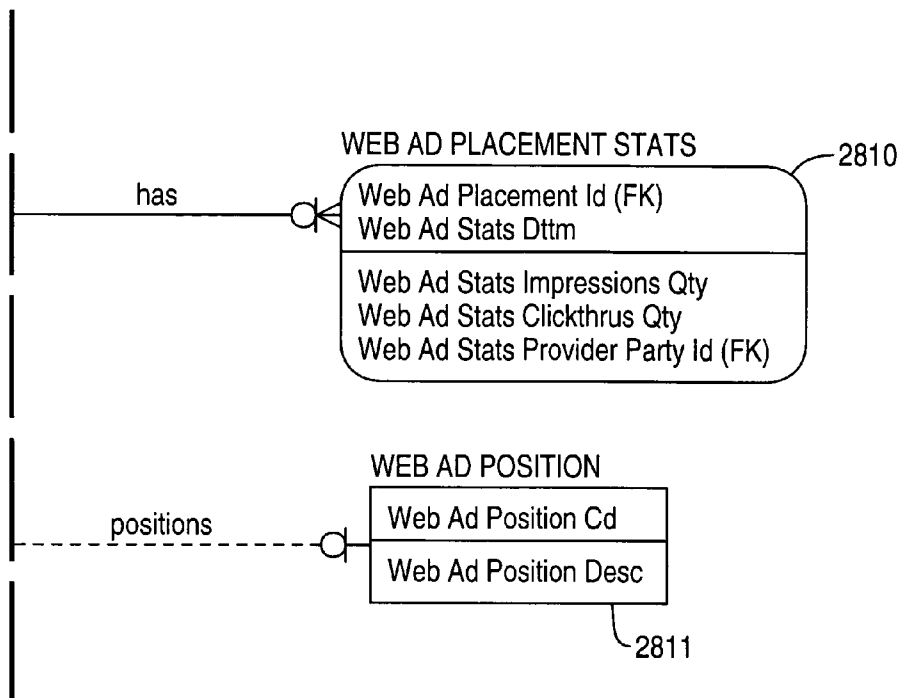 WEB AD PLACEMENT STATS
2810
has
Web Ad Placement Id (FK)
Web Ad Stats Dttm
Web Ad Stats Impressions Qty
Web Ad Stats Clickthrus Qty
Web Ad Stats Provider Party Id (FK)
WEB AD POSITION
positions
Web Ad Position Cd
Web Ad Position Desc
2811